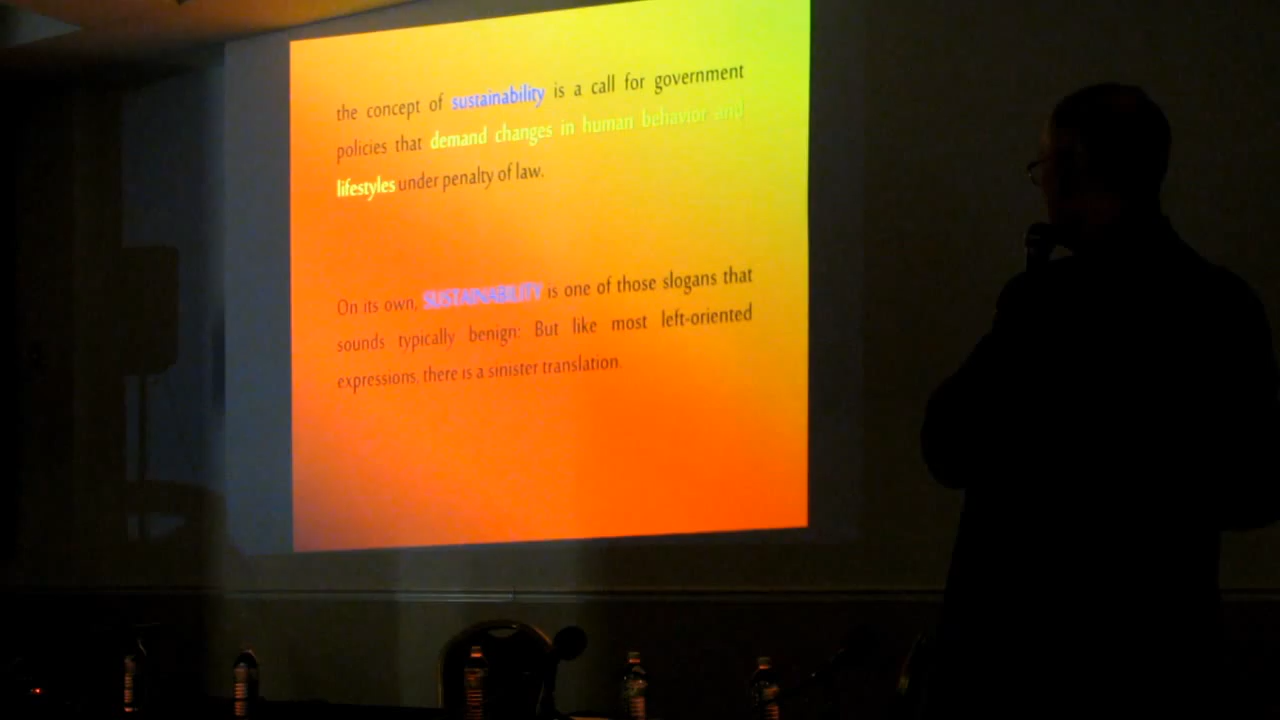 the concept of sustainability is a call for government
policies that demand changes in human behavior and
lifestyles under penalty of law.
On its own, SUSTAINABILITY is one of those slogans that
sounds typically benign: But like most left-oriented
expressions, there is a sinister translation.